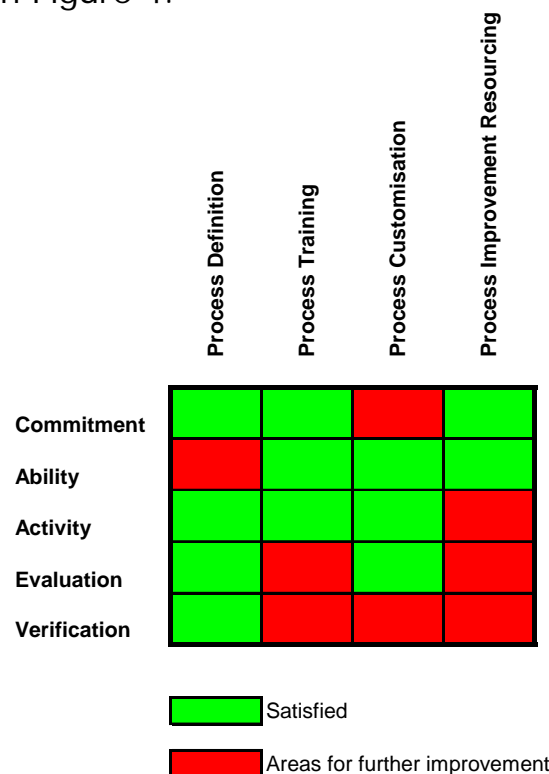 n Figure 1.
Process Definition
Process Training
Process Customisation
Process Improvement Resourcing
Commitment
Ability
Activity
Evaluation
Verification
Satisfied
Areas for further improvement